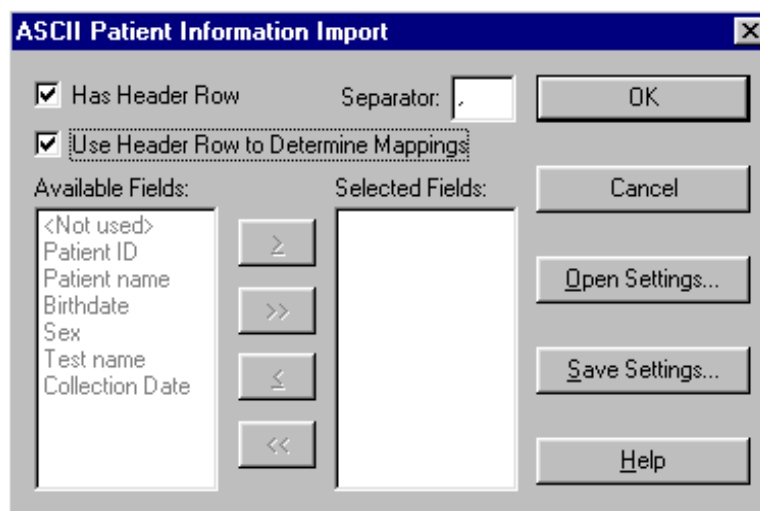 ASCII Patient Information Import
Has Header Row
Separator: ,
OK
Use Header Row to Determine Mappings
Available Fields:
Selected Fields:
Cancel
<Not used>
Patient ID
Patient name
Birthdate
Sex
Test name
Collection Date
>
>>
<
<<
Open Settings...
Save Settings...
Help